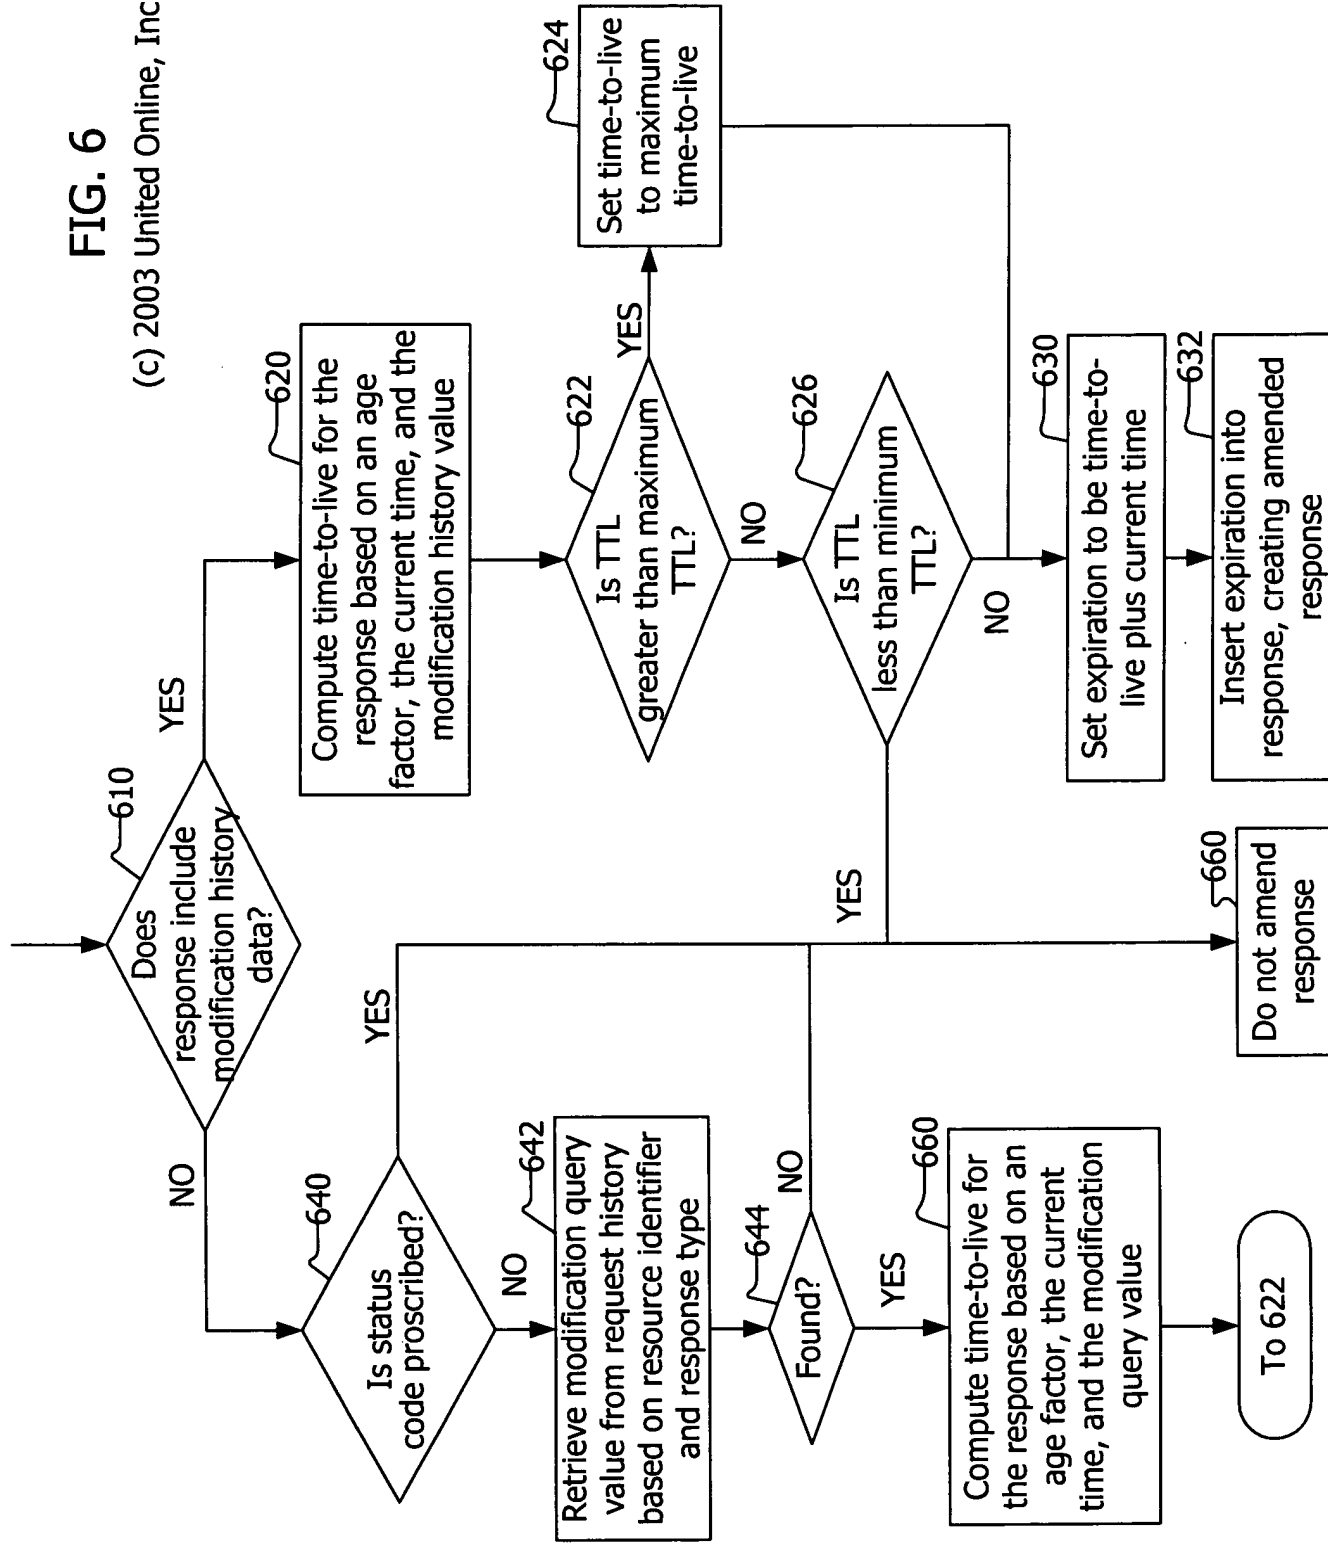 FIG. 6
(c) 2003 United Online, Inc
610
Does
response include
modification history
data?
YES
NO
620
Compute time-to-live for the
response based on an age
factor, the current time, and the
modification history value
622
Is TTL
greater than maximum
TTL?
YES
NO
624
Set time-to-live
to maximum
time-to-live
626
Is TTL
less than minimum
TTL?
YES
NO
630
Set expiration to be time-to-
live plus current time
632
Insert expiration into
response, creating amended
response
640
Is status
code proscribed?
YES
NO
642
Retrieve modification query
value from request history
based on resource identifier
and response type
644
Found?
NO
YES
660
Compute time-to-live for
the response based on an
age factor, the current
time, and the modification
query value
To 622
660
Do not amend
response